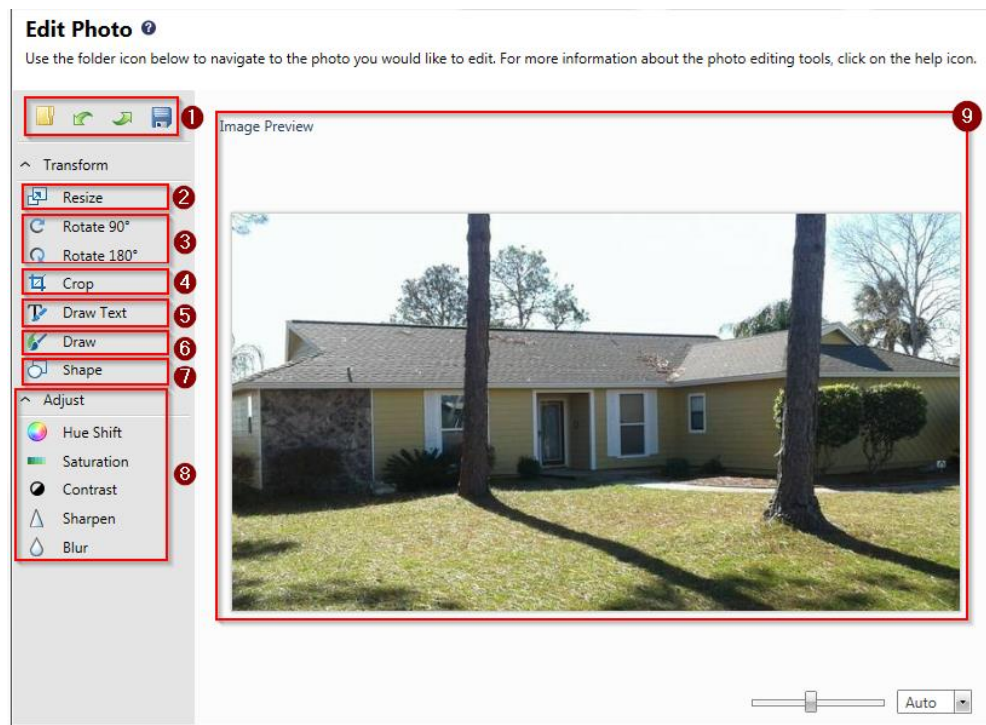 Edit Photo ?
Use the folder icon below to navigate to the photo you would like to edit. For more information about the photo editing tools, click on the help icon.
1
Image Preview
9
Transform
Resize
2
Rotate 90°
3
Rotate 180°
Crop
4
Draw Text
5
Draw
6
Shape
7
Adjust
Hue Shift
Saturation
8
Contrast
Sharpen
Blur
Auto